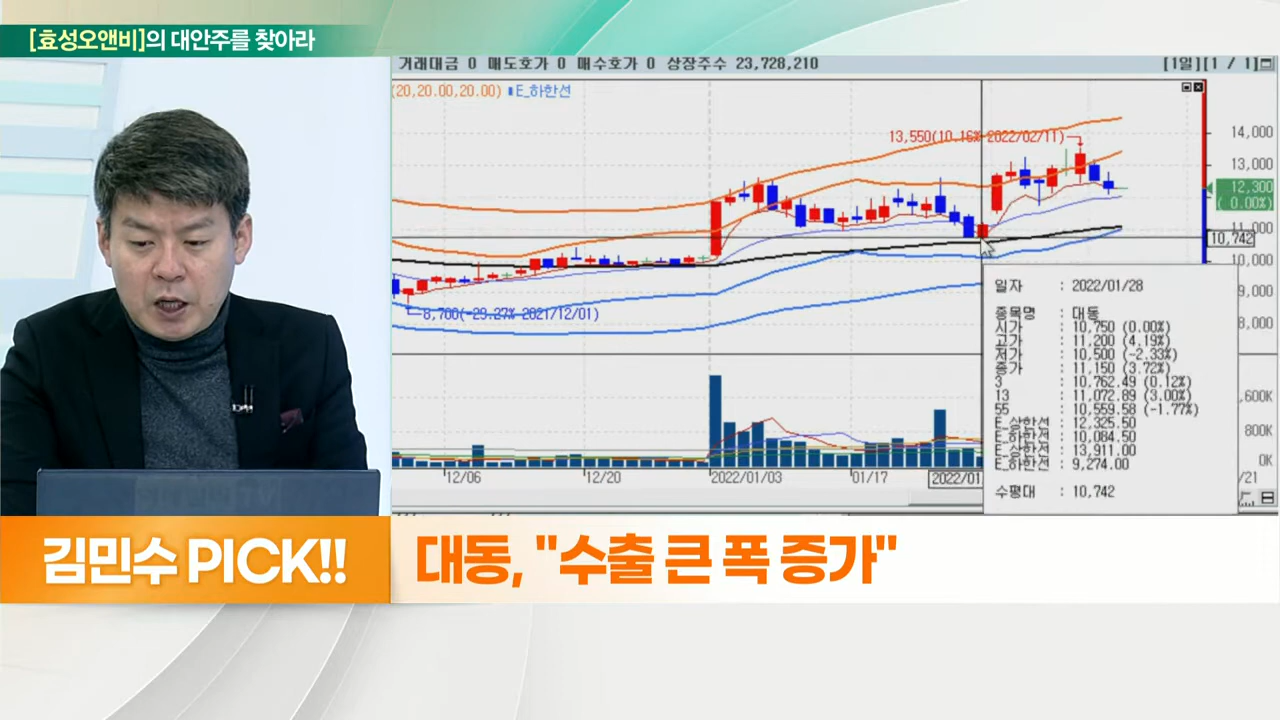 [효성오앤비]의 대안주를 찾아라
거래대금 0 매도호가 0 매수호가 0 상장주수 23,728,210
[1일][1 / 1]
(20,20.00,20.00) E_하한선
13,550(10.16% 2022/02/11)
8,700(-29.27% 2021/12/01)
14,000
13,000
12,300
( 0.00%)
11,000
10,742
10,000
9,000
8,000
일자 : 2022/01/28
종목명 : 대동
시가 : 10,750 (0.00%)
고가 : 11,200 (4.19%)
저가 : 10,500 (-2.33%)
종가 : 11,150 (3.72%)
3 : 10,762.49 (0.12%)
13 : 11,072.89 (3.00%)
55 : 10,559.58 (-1.77%)
E_상한선 : 12,325.50
E_하한선 : 10,084.50
E_상한선 : 13,911.00
E_하한선 : 9,274.00
수평대 : 10,742
,600K
800K
0K
12/06 12/20 2022/01/03 01/17 2022/01 /21
김민수 PICK!!
대동, "수출 큰 폭 증가"